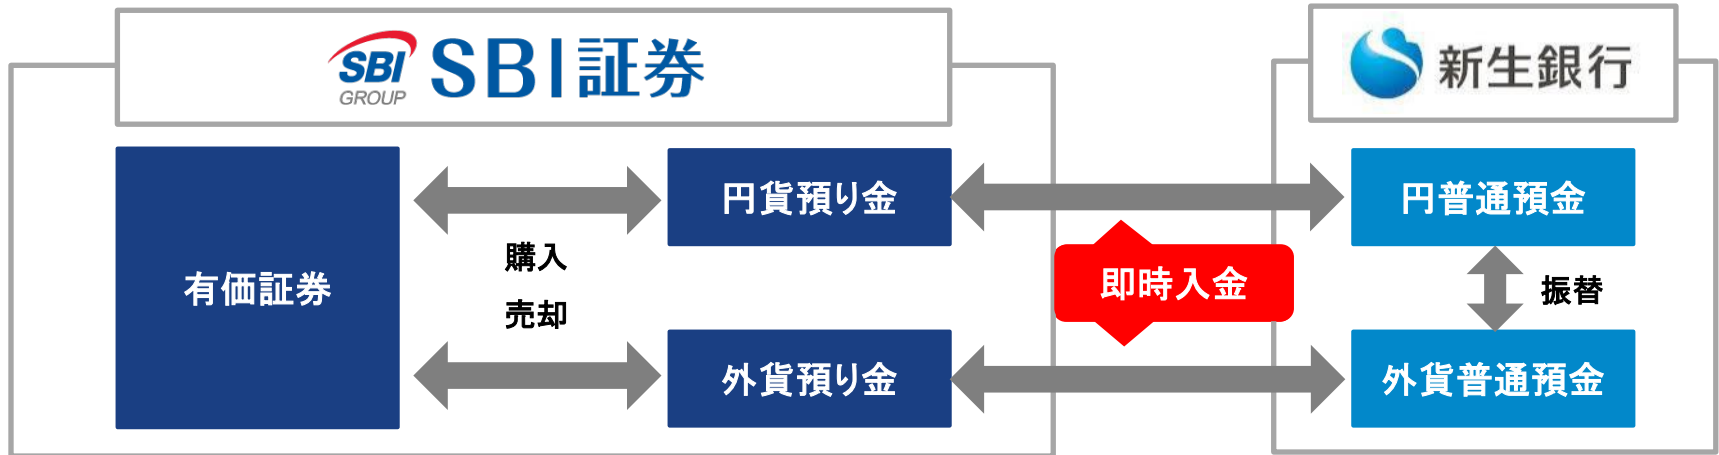 SBI
GROUP
SBI証券
新生銀行
有価証券
購入
売却
円貨預り金
外貨預り金
即時入金
円普通預金
振替
外貨普通預金